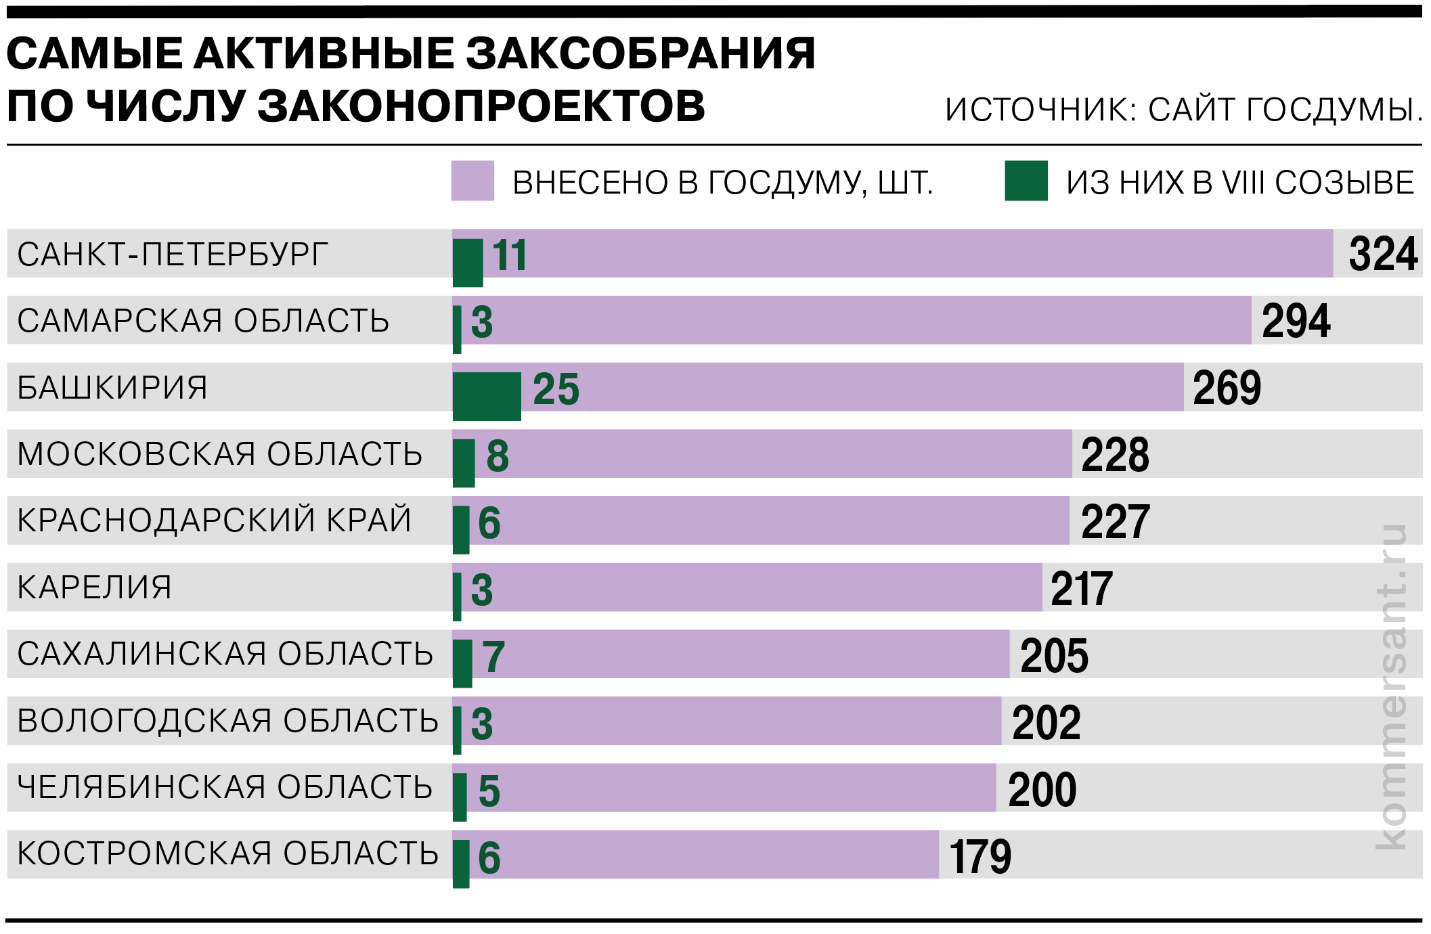 САМЫЕ АКТИВНЫЕ ЗАКСОБРАНИЯ
ПО ЧИСЛУ ЗАКОНОПРОЕКТОВ
ИСТОЧНИК: САЙТ ГОСДУМЫ.
ВНЕСЕНО В ГОСДУМУ, ШТ.
ИЗ НИХ В VIII СОЗЫВЕ
САНКТ-ПЕТЕРБУРГ 11 324
САМАРСКАЯ ОБЛАСТЬ 3 294
БАШКИРИЯ 25 269
МОСКОВСКАЯ ОБЛАСТЬ 8 228
КРАСНОДАРСКИЙ КРАЙ 6 227
КАРЕЛИЯ 3 217
САХАЛИНСКАЯ ОБЛАСТЬ 7 205
ВОЛОГОДСКАЯ ОБЛАСТЬ 3 202
ЧЕЛЯБИНСКАЯ ОБЛАСТЬ 5 200
КОСТРОМСКАЯ ОБЛАСТЬ 6 179
kommersant.ru